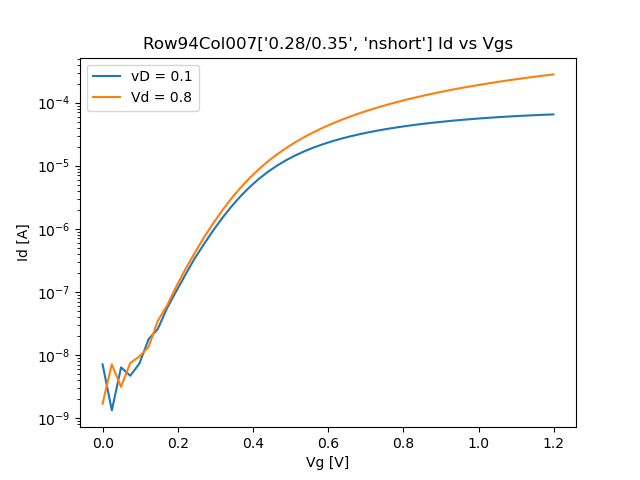 Row94Col007['0.28/0.35', 'nshort'] Id vs Vgs
vD = 0.1
Vd = 0.8
10⁻⁴
10⁻⁵
10⁻⁶
10⁻⁷
10⁻⁸
10⁻⁹
Id [A]
0.0 0.2 0.4 0.6 0.8 1.0 1.2
Vg [V]